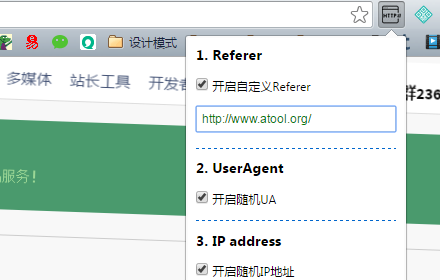 HTTP#
设计模式
多媒体 站长工具 开发者
群236
服务！
1. Referer
开启自定义Referer
http://www.atool.org/
2. UserAgent
开启随机UA
3. IP address
开启随机IP地址